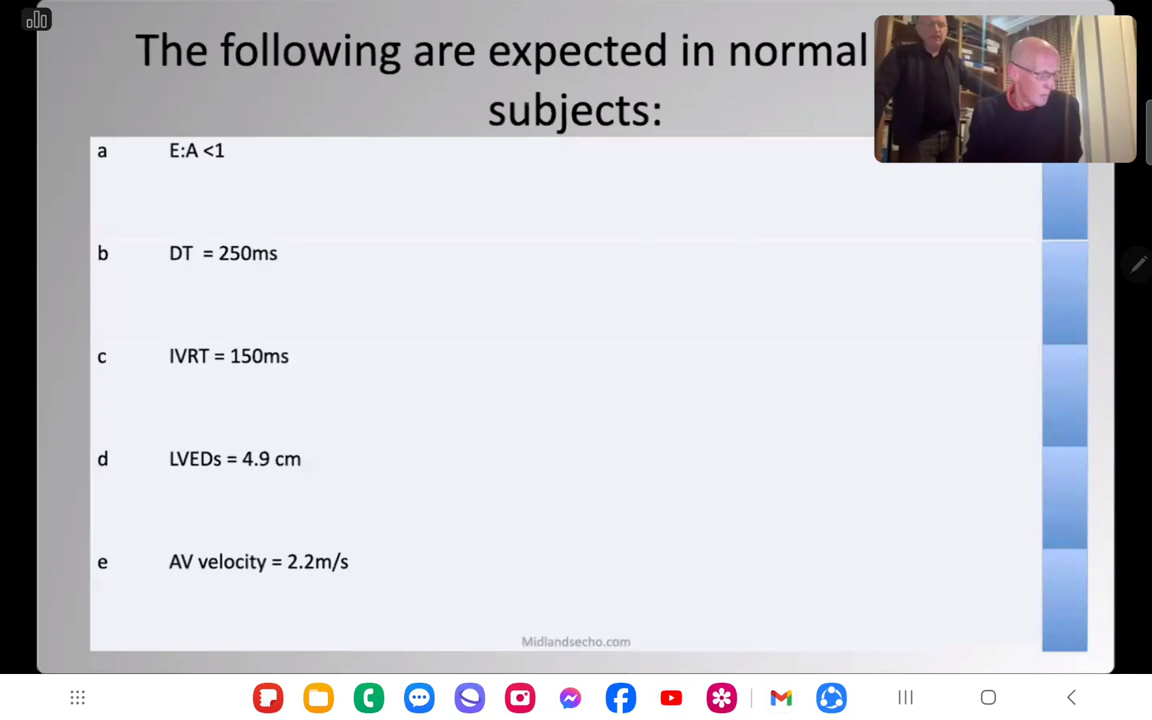 The following are expected in normal
subjects:
a E:A <1
b DT = 250ms
c IVRT = 150ms
d LVEDs = 4.9 cm
e AV velocity = 2.2m/s
Midlandsecho.com